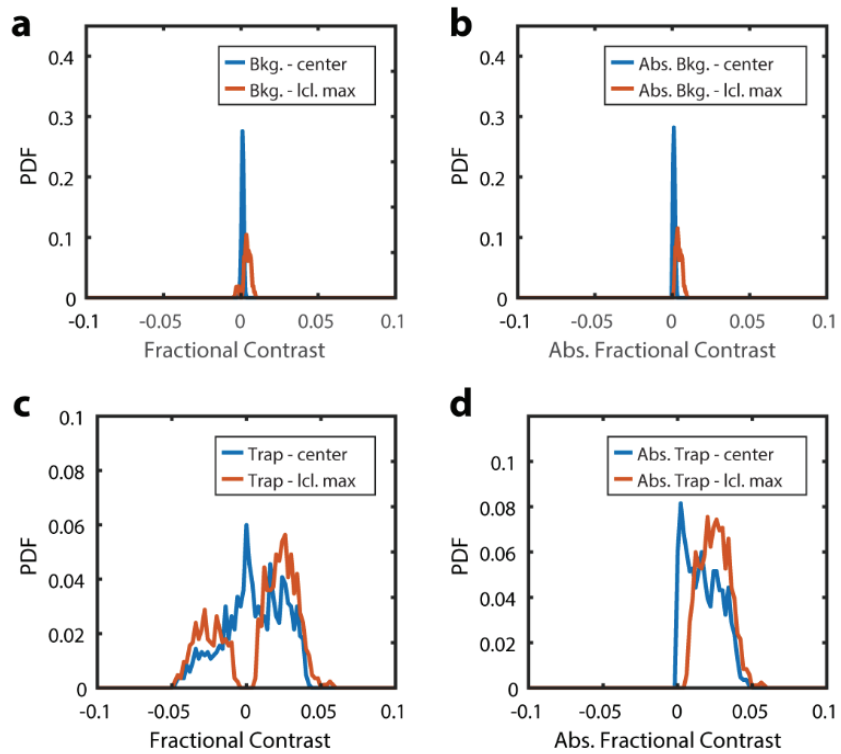 a
0.4
0.3
0.2
0.1
0
PDF
Bkg. - center
Bkg. - lcl. max
-0.1 -0.05 0 0.05 0.1
Fractional Contrast
b
0.4
0.3
0.2
0.1
0
PDF
Abs. Bkg. - center
Abs. Bkg. - lcl. max
-0.1 -0.05 0 0.05 0.1
Abs. Fractional Contrast
c
0.1
0.08
0.06
0.04
0.02
0
PDF
Trap - center
Trap - lcl. max
-0.1 -0.05 0 0.05 0.1
Fractional Contrast
d
0.1
0.08
0.06
0.04
0.02
0
PDF
Abs. Trap - center
Abs. Trap - lcl. max
-0.1 -0.05 0 0.05 0.1
Abs. Fractional Contrast